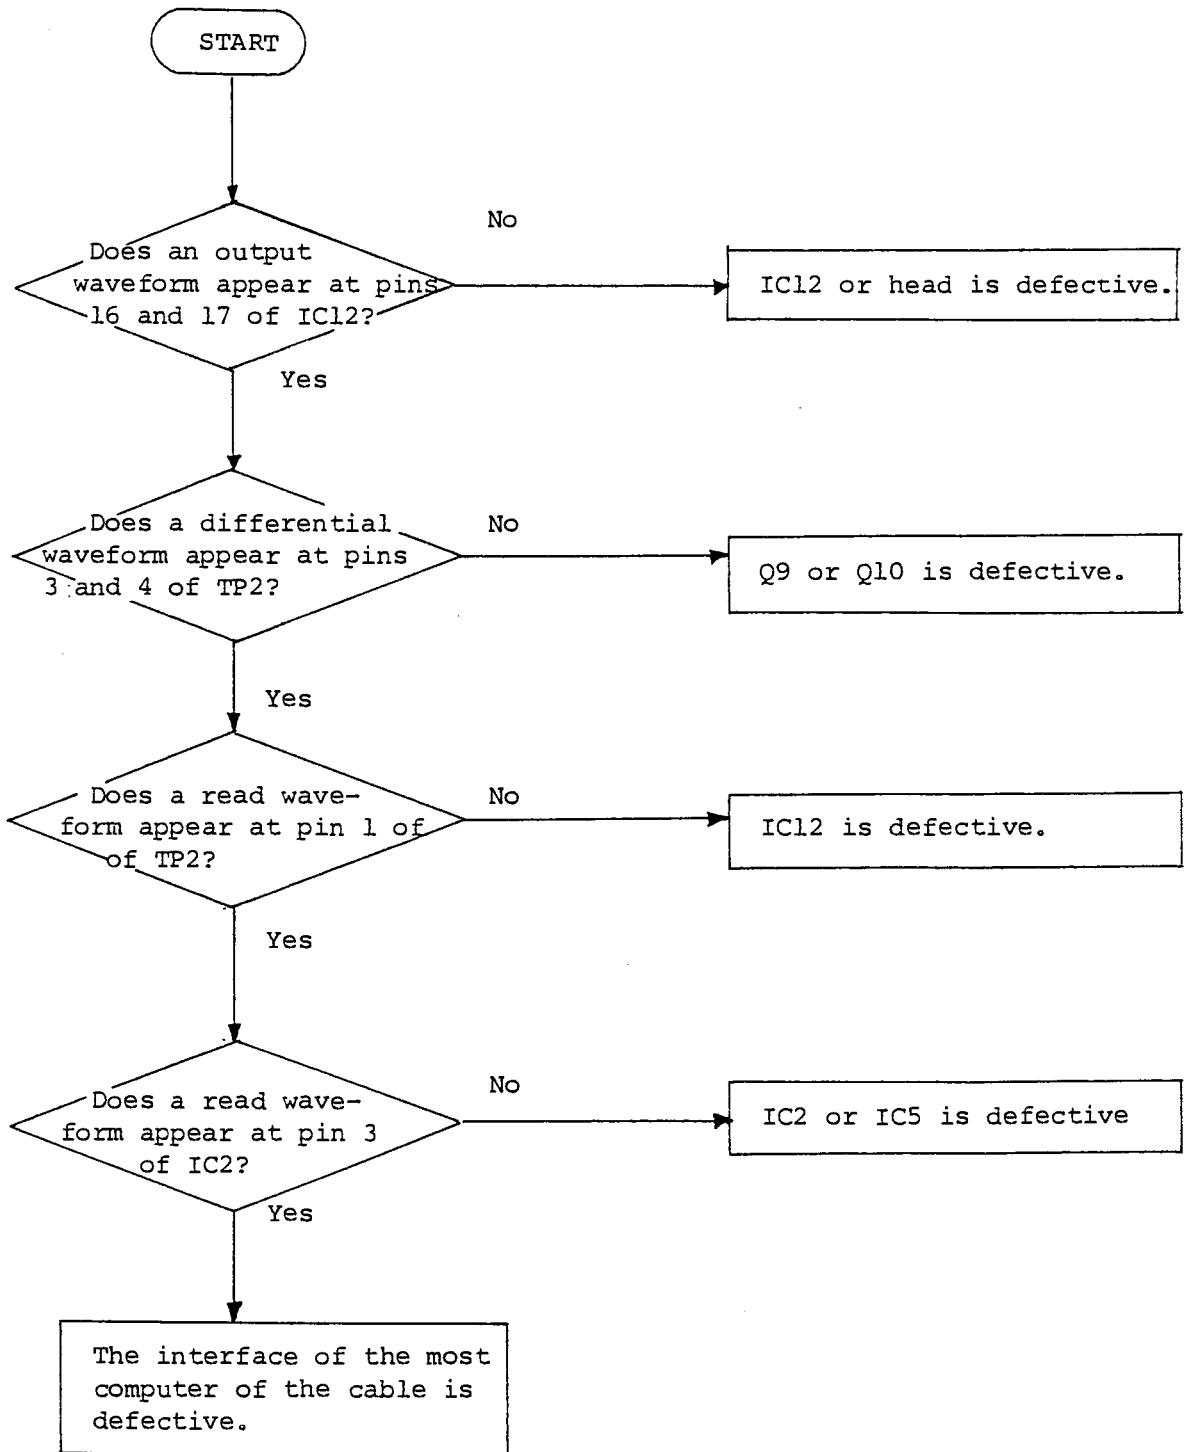 START
No
Does an output
waveform appear at pins
16 and 17 of IC12?
IC12 or head is defective.
Yes
Does a differential
waveform appear at pins
3 and 4 of TP2?
No
Q9 or Q10 is defective.
Yes
Does a read wave-
form appear at pin 1 of
of TP2?
No
IC12 is defective.
Yes
Does a read wave-
form appear at pin 3
of IC2?
No
IC2 or IC5 is defective
Yes
The interface of the most
computer of the cable is
defective.